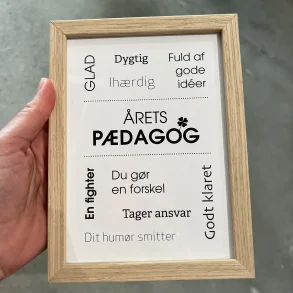 GLAD
Dygtig
Ihærdig
Fuld af
gode
idéer
ÅRETS
PÆDAGOG
En fighter
Du gør
en forskel
Tager ansvar
Godt klaret
Dit humør smitter